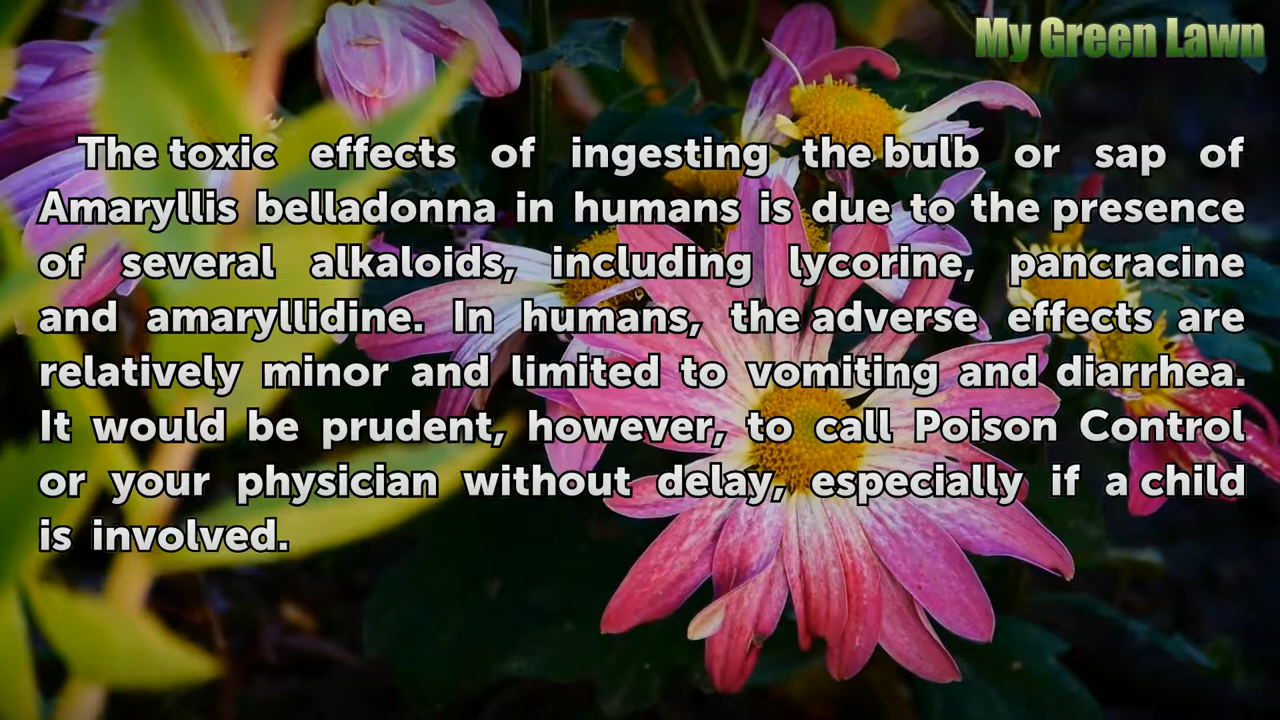 My Green Lawn
The toxic effects of ingesting the bulb or sap of
Amaryllis belladonna in humans is due to the presence
of several alkaloids, including lycorine, pancracine
and amaryllidine. In humans, the adverse effects are
relatively minor and limited to vomiting and diarrhea.
It would be prudent, however, to call Poison Control
or your physician without delay, especially if a child
is involved.